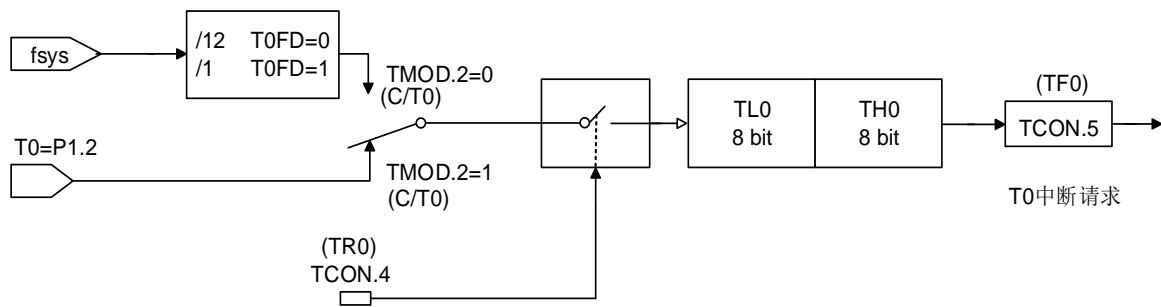 fsys
/12 T0FD=0
/1 T0FD=1
TMOD.2=0
(C/T0)
T0=P1.2
TMOD.2=1
(C/T0)
(TR0)
TCON.4
TL0
8 bit
TH0
8 bit
(TF0)
TCON.5
T0中断请求